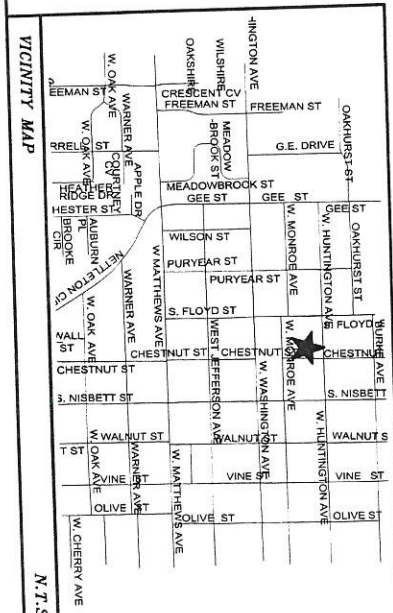 VICINITY MAP
N.T.S
HINGTON AVE
WILSHIRE
OAKSHIRE
CRESCENT CV
FREEMAN ST
FREEMAN ST
EEMAN ST
OAKHURST ST
W. OAK AVE
WARNER AVE
MEADOW
-BROOK ST
G.E. DRIVE
RRELL ST
W. OAK AVE
COURTNEY
CV
APPLE DR
HEATHER
RIDGE DR
MEADOWBROOK ST
HESTER ST
GEE ST
GEE ST
GEE ST
W. MONROE AVE
W. HUNTINGTON AVE
OAKHURST ST
BROOKE
CIR
AUBURN
PL
NETTLETON CIR
WILSON ST
W. MATTHEWS AVE
PURYEAR ST
PURYEAR ST
WARNER AVE
W. OAK AVE
S. FLOYD ST
FLOYD
BURKE AVE
WALL
ST
WEST JEFFERSON AVE
W. MONROE AVE
CHESTNUT ST
CHESTNUT
CHESTNUT
CHESTNUT ST
W. WASHINGTON AVE
S. NISBETT ST
S. NISBETT
W. HUNTINGTON AVE
W. WALNUT ST
WALNUT ST
WALNUT S
T ST
W. OAK AVE
WARNER AVE
W. MATTHEWS AVE
VINE ST
VINE ST
VINE ST
OLIVE ST
OLIVE ST
OLIVE ST
W. CHERRY AVE